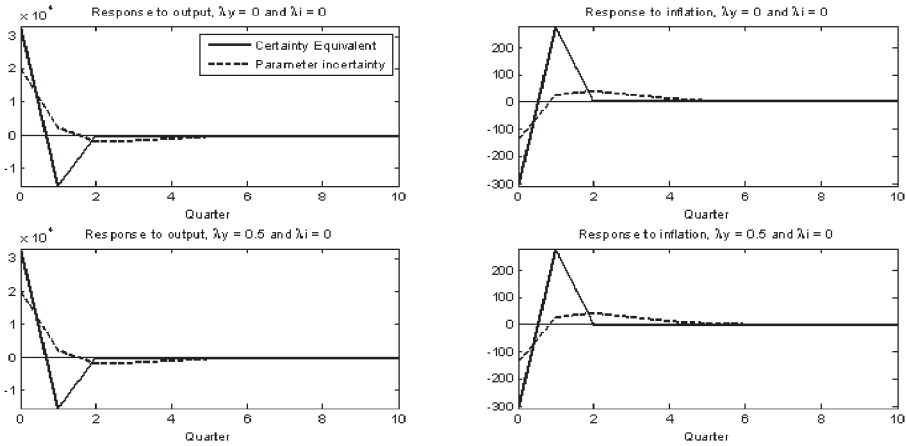 Response to output, λy = 0 and λi = 0
× 10⁴
3
2
1
0
-1
0 2 4 6 8 10
Quarter
Certainty Equivalent
Parameter incertainty
Response to inflation, λy = 0 and λi = 0
200
100
0
-100
-200
-300
0 2 4 6 8 10
Quarter
Response to output, λy = 0.5 and λi = 0
× 10⁴
3
2
1
0
-1
0 2 4 6 8 10
Quarter
Response to inflation, λy = 0.5 and λi = 0
200
100
0
-100
-200
-300
0 2 4 6 8 10
Quarter